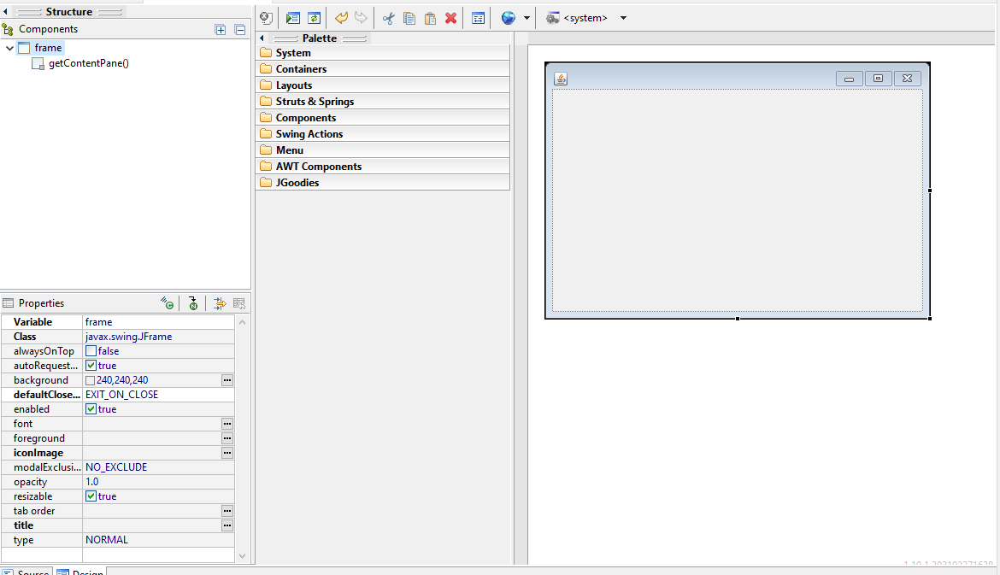 Structure
Components
frame
getContentPane()
Properties
Variable frame
Class javax.swing.JFrame
alwaysOnTop false
autoRequest... true
background 240,240,240
defaultClose... EXIT_ON_CLOSE
enabled true
font
foreground
iconImage
modalExclusi... NO_EXCLUDE
opacity 1.0
resizable true
tab order
title
type NORMAL
Source Design
<system>
Palette
System
Containers
Layouts
Struts & Springs
Components
Swing Actions
Menu
AWT Components
JGoodies